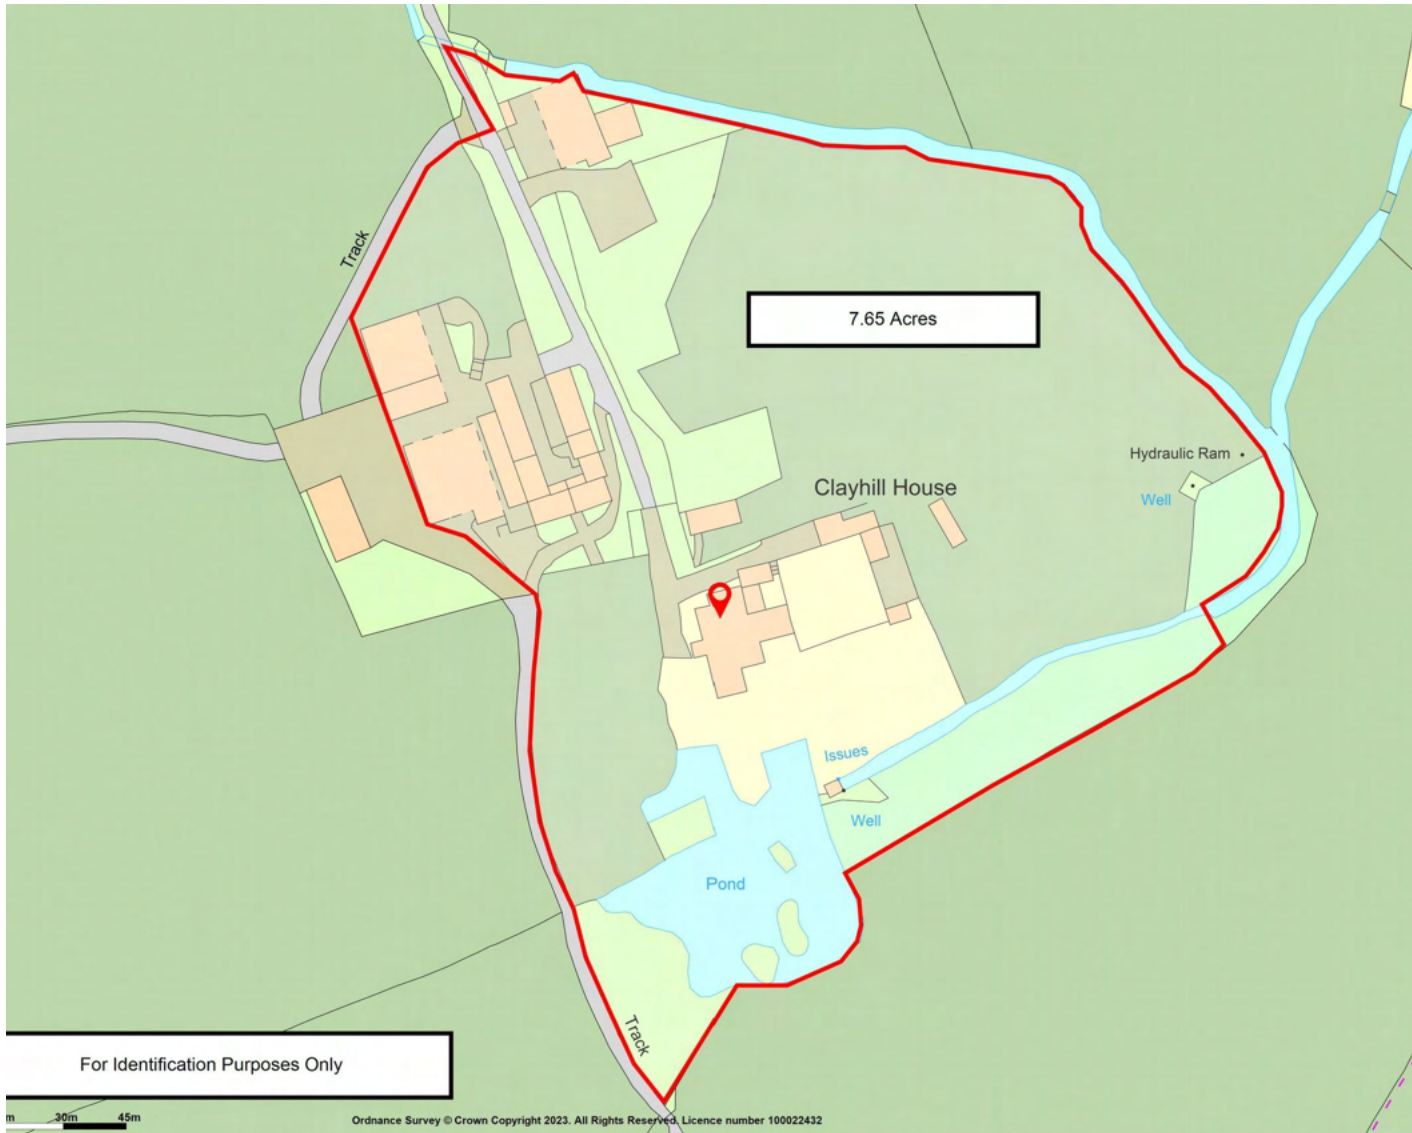 Track
7.65 Acres
Hydraulic Ram
Clayhill House
Well
Issues
Well
Pond
Track
For Identification Purposes Only
m 30m 45m
Ordnance Survey © Crown Copyright 2023. All Rights Reserved. Licence number 100022432